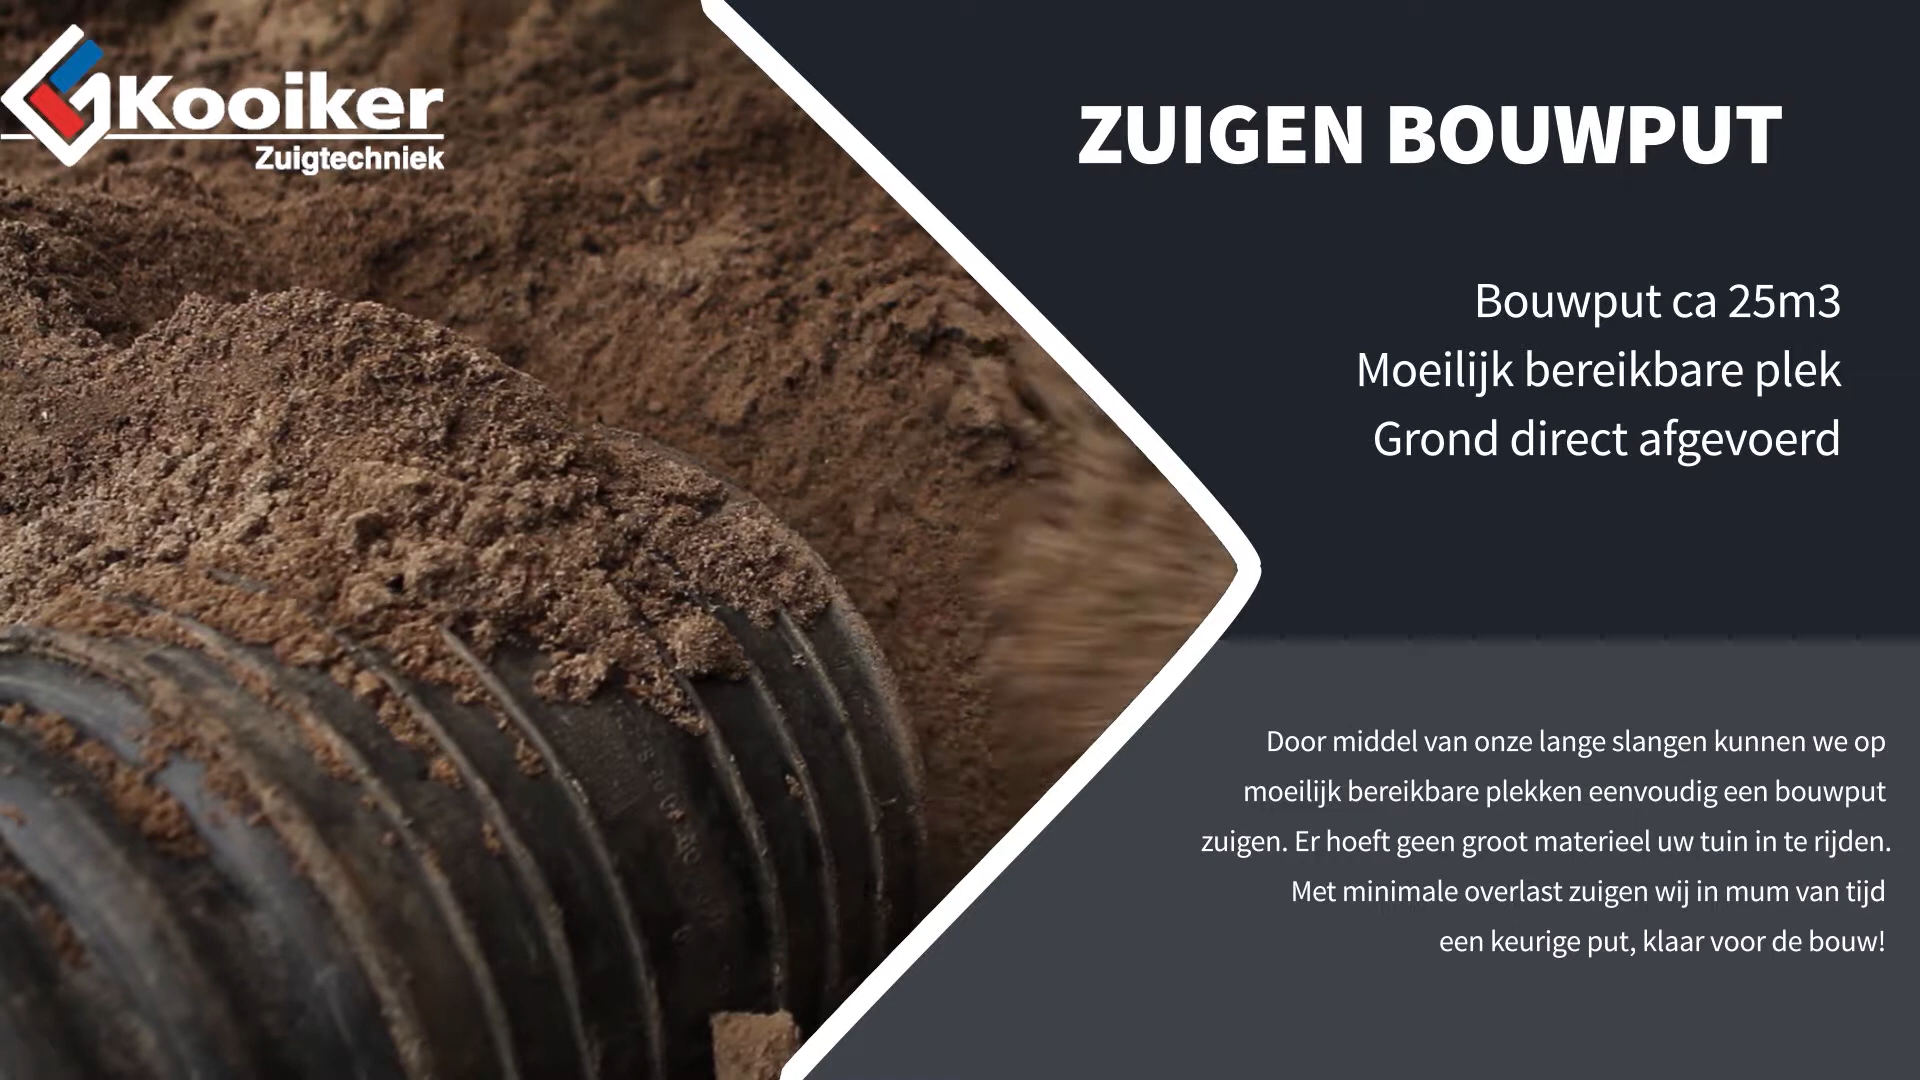 Kooiker
Zuigtechniek
ZUIGEN BOUWPUT
Bouwput ca 25m3
Moeilijk bereikbare plek
Grond direct afgevoerd
Door middel van onze lange slangen kunnen we op
moeilijk bereikbare plekken eenvoudig een bouwput
zuigen. Er hoeft geen groot materieel uw tuin in te rijden.
Met minimale overlast zuigen wij in mum van tijd
een keurige put, klaar voor de bouw!